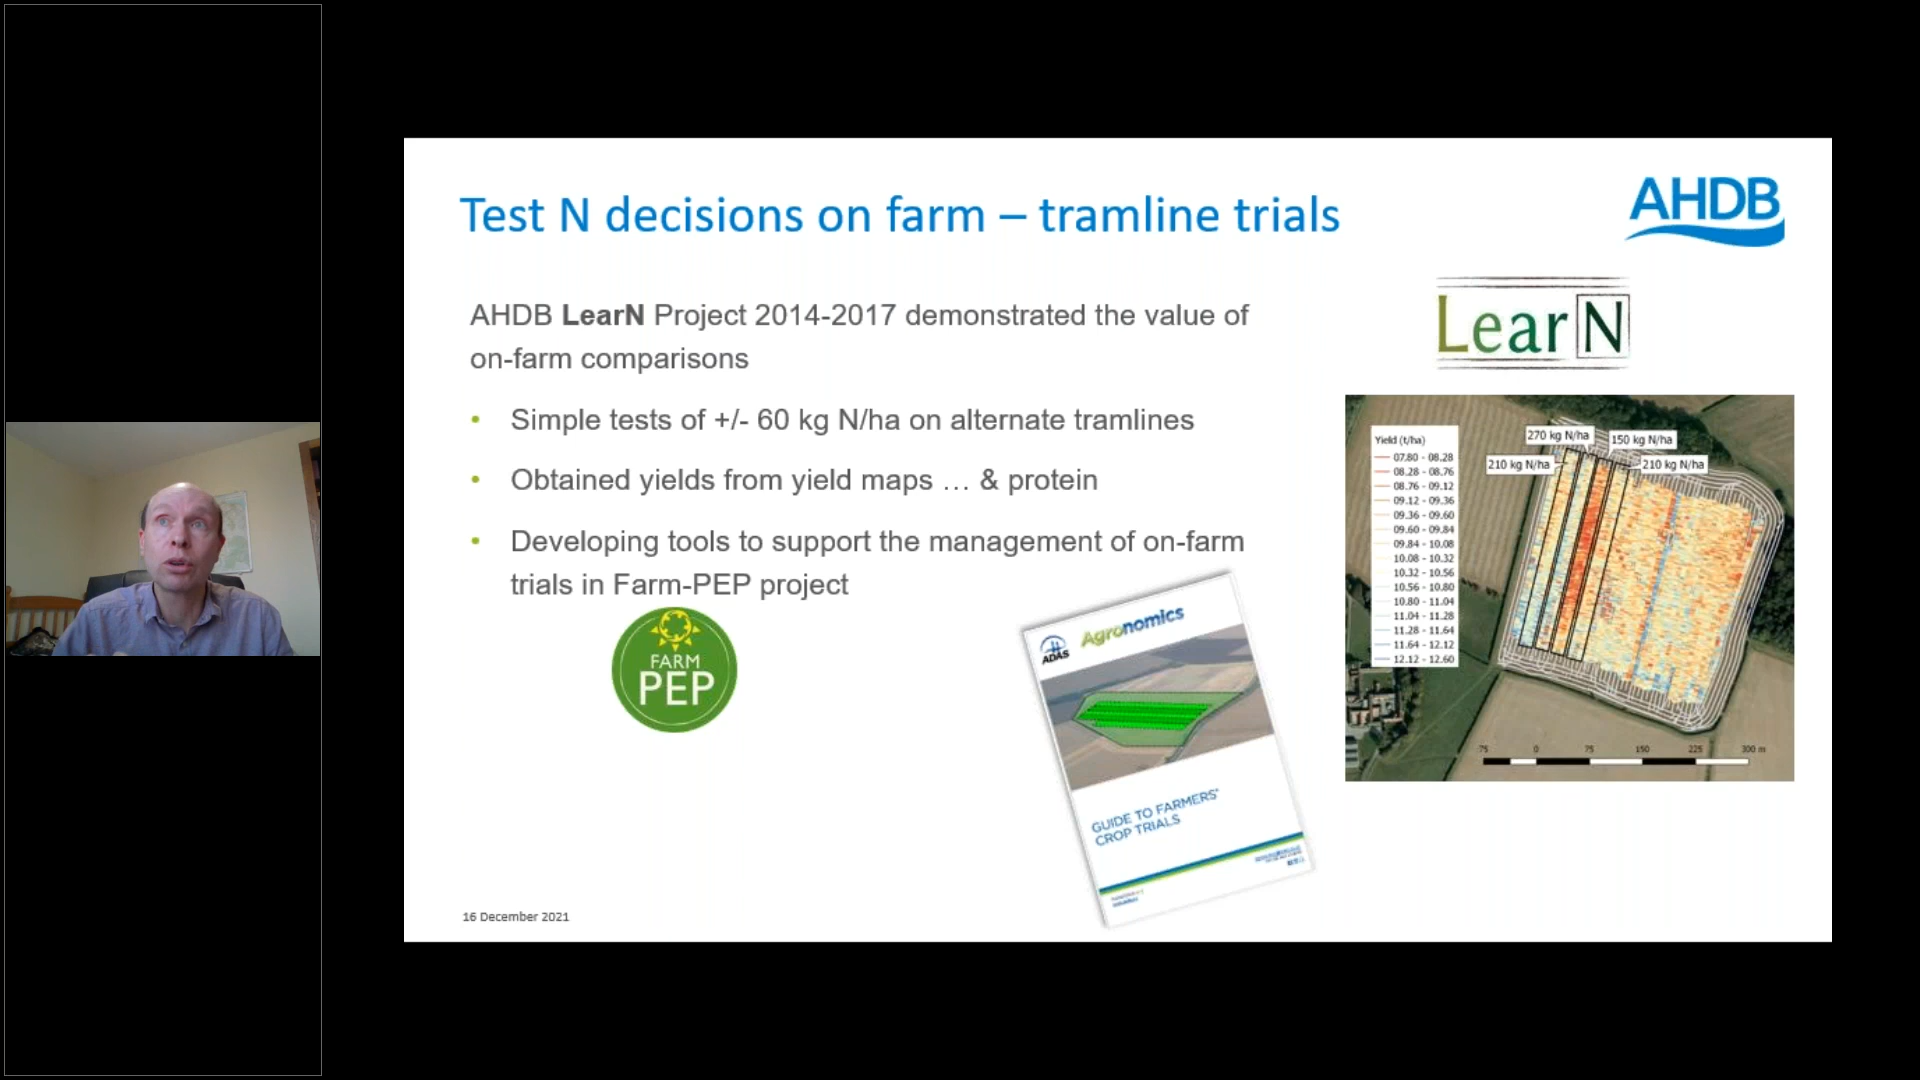 Test N decisions on farm – tramline trials
AHDB
AHDB LearN Project 2014-2017 demonstrated the value of
on-farm comparisons
• Simple tests of +/- 60 kg N/ha on alternate tramlines
• Obtained yields from yield maps … & protein
• Developing tools to support the management of on-farm
trials in Farm-PEP project
FARM
PEP
ADAS
Agronomics
GUIDE TO FARMERS'
CROP TRIALS
LearN
Yield (t/ha)
07.80 - 08.28
08.28 - 08.76
08.76 - 09.12
09.12 - 09.36
09.36 - 09.60
09.60 - 09.84
09.84 - 10.08
10.08 - 10.32
10.32 - 10.56
10.56 - 10.80
10.80 - 11.04
11.04 - 11.28
11.28 - 11.64
11.64 - 12.12
12.12 - 12.60
270 kg N/ha
150 kg N/ha
210 kg N/ha
210 kg N/ha
75 0 75 150 225 300 m
16 December 2021